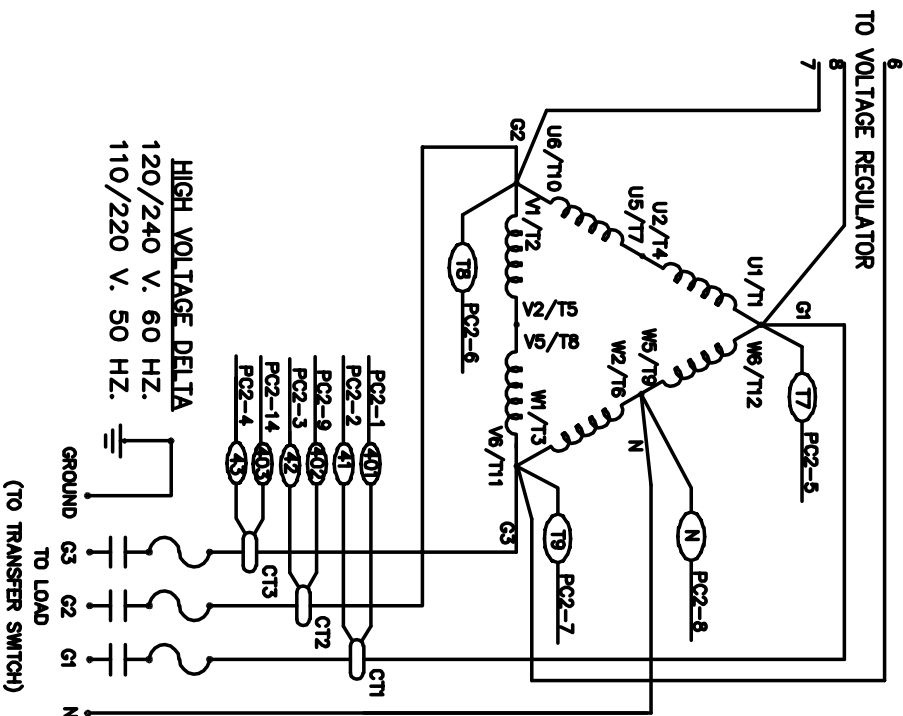 TO VOLTAGE REGULATOR
6
8
7
G1
U1/T1
W6/T12
T7
PC2-5
U2/T4
U5/T7
W5/T9
W2/T6
N
N
PC2-8
G2
U6/T10
V1/T2
V2/T5
V5/T8
W1/T3
V6/T11
G3
T8
PC2-6
T9
PC2-7
HIGH VOLTAGE DELTA
120/240 V. 60 HZ.
110/220 V. 50 HZ.
PC2-1
401
PC2-2
41
PC2-9
402
PC2-3
42
PC2-14
403
PC2-4
43
CT1
CT2
CT3
GROUND
G3
G2
G1
N
TO LOAD
(TO TRANSFER SWITCH)